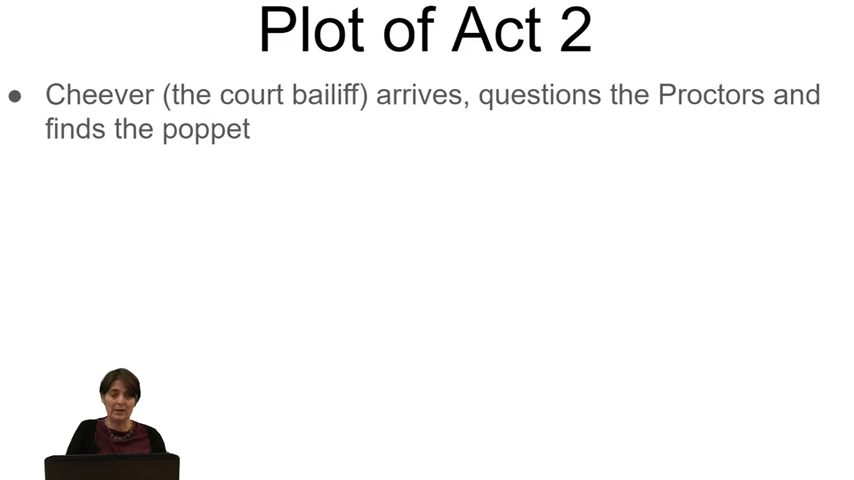 Plot of Act 2
● Cheever (the court bailiff) arrives, questions the Proctors and
finds the poppet